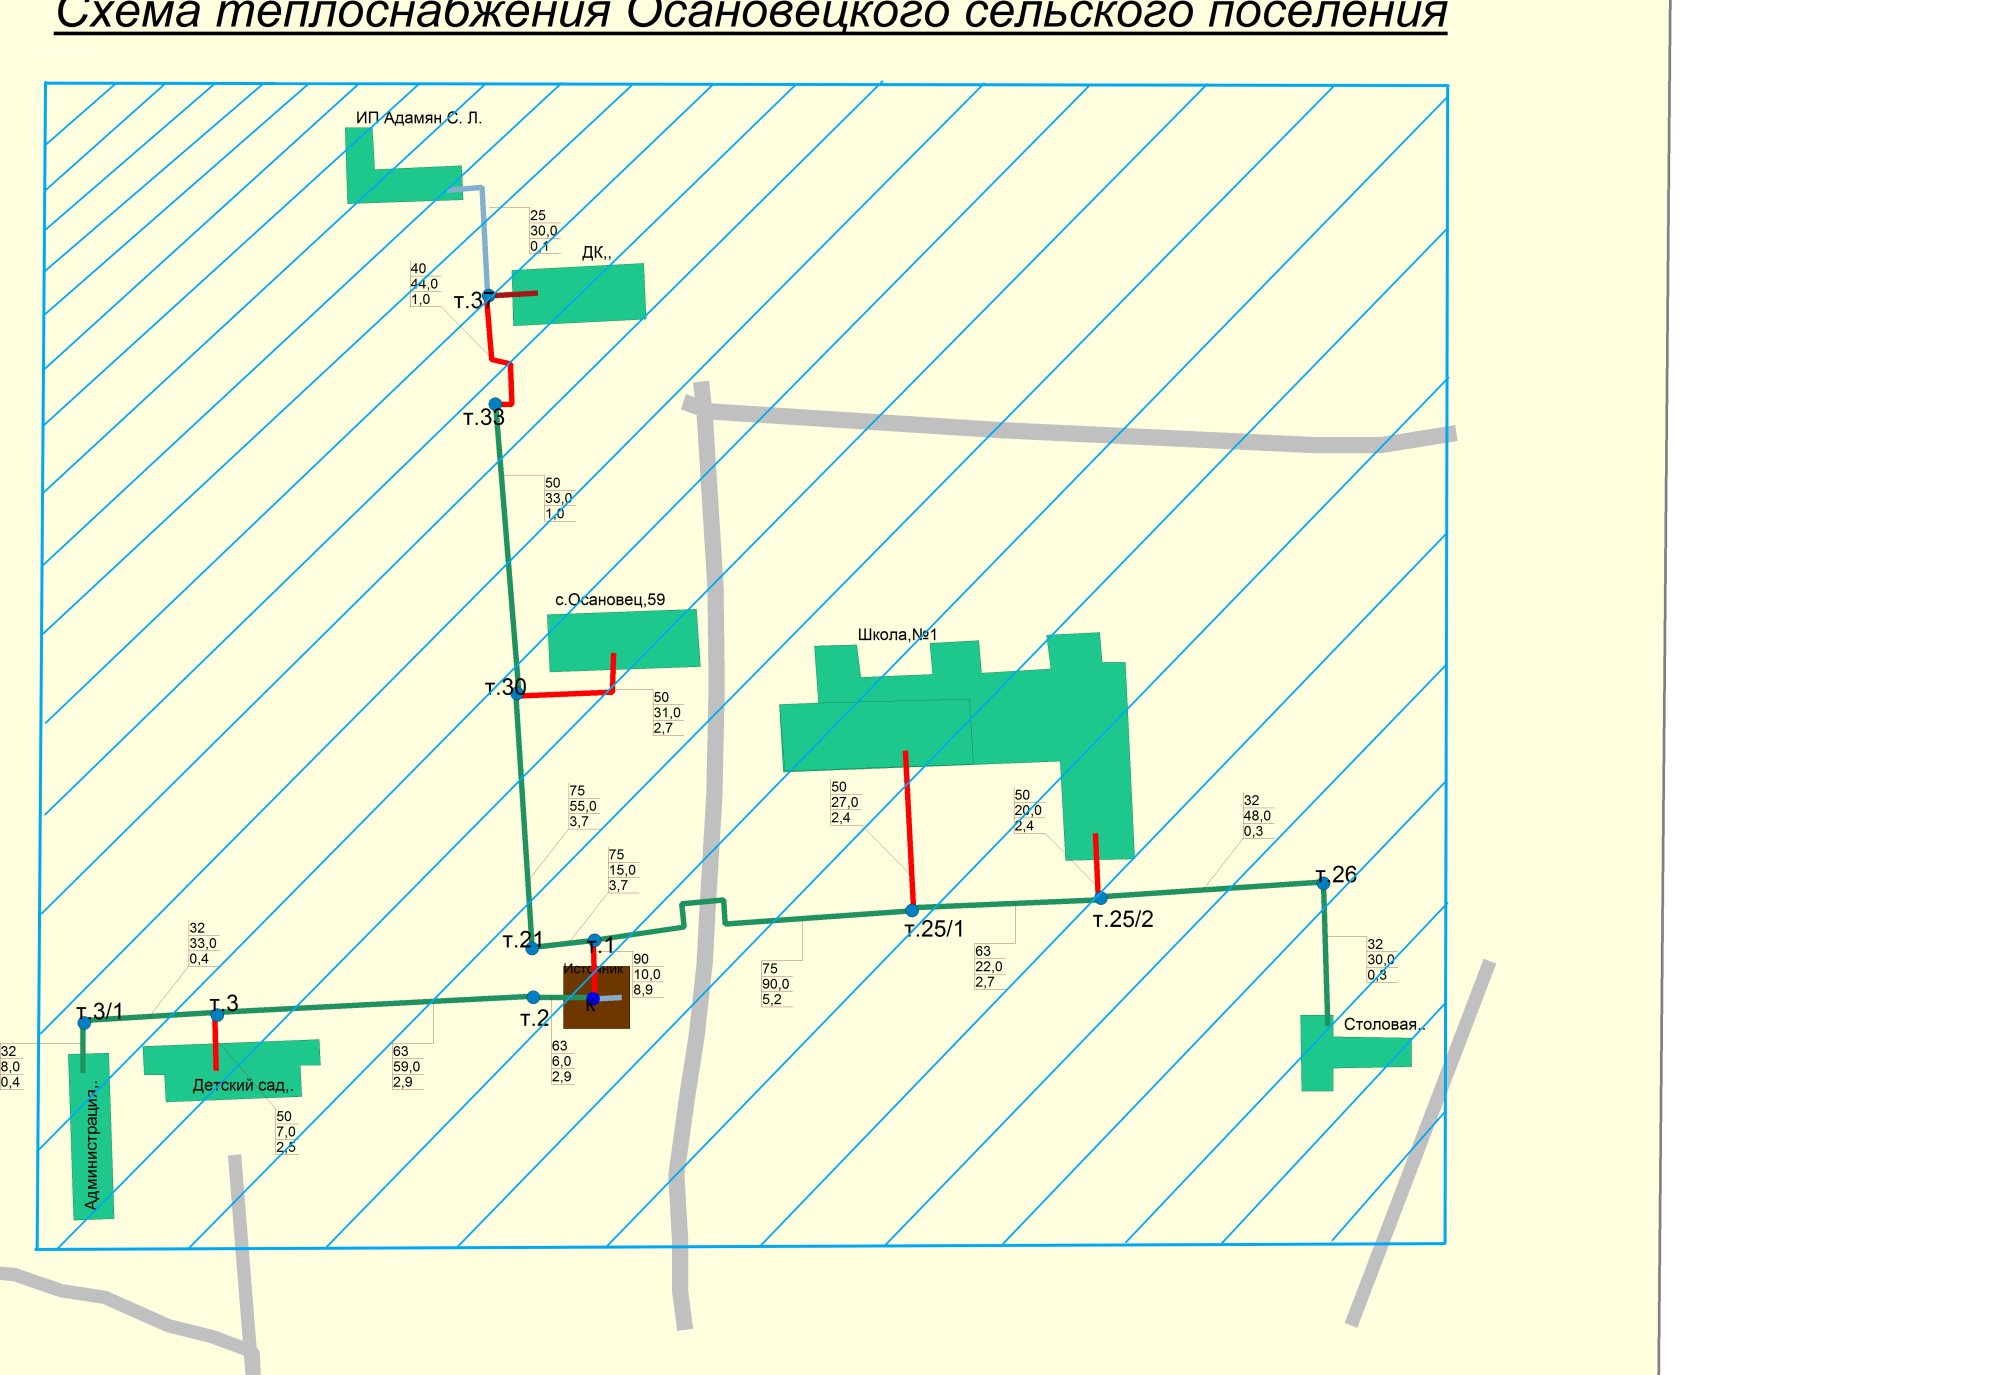 Схема теплоснабжения Осановецкого сельского поселения
ИП Адамян С. Л.
25
30,0
0,1
ДК,,
40
44,0
1,0
т.37
т.33
50
33,0
1,0
с.Осановец,59
т.30
50
31,0
2,7
Школа,№1
75
55,0
3,7
50
27,0
2,4
50
20,0
2,4
32
48,0
0,3
75
15,0
3,7
т.26
т.25/1
т.25/2
т.21
т.1
32
33,0
0,4
Источник
90
10,0
8,9
75
90,0
5,2
63
22,0
2,7
32
30,0
0,3
т.3/1
т.3
т.2
К
Столовая,.
32
8,0
0,4
63
59,0
2,9
63
6,0
2,9
Детский сад,.
50
7,0
2,5
Администрация,.